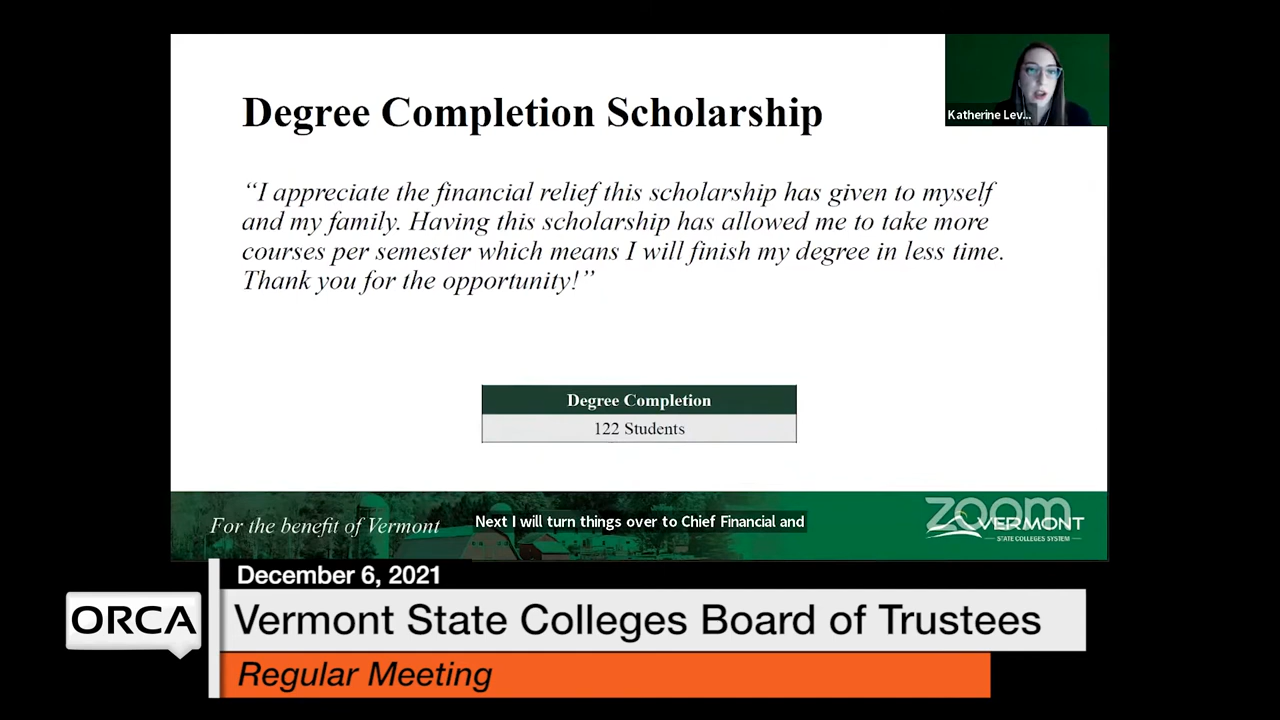 Degree Completion Scholarship
Katherine Lev...
“I appreciate the financial relief this scholarship has given to myself
and my family. Having this scholarship has allowed me to take more
courses per semester which means I will finish my degree in less time.
Thank you for the opportunity!”
Degree Completion
122 Students
For the benefit of Vermont
Next I will turn things over to Chief Financial and
zoom
VERMONT
STATE COLLEGES SYSTEM
December 6, 2021
ORCA
Vermont State Colleges Board of Trustees
Regular Meeting